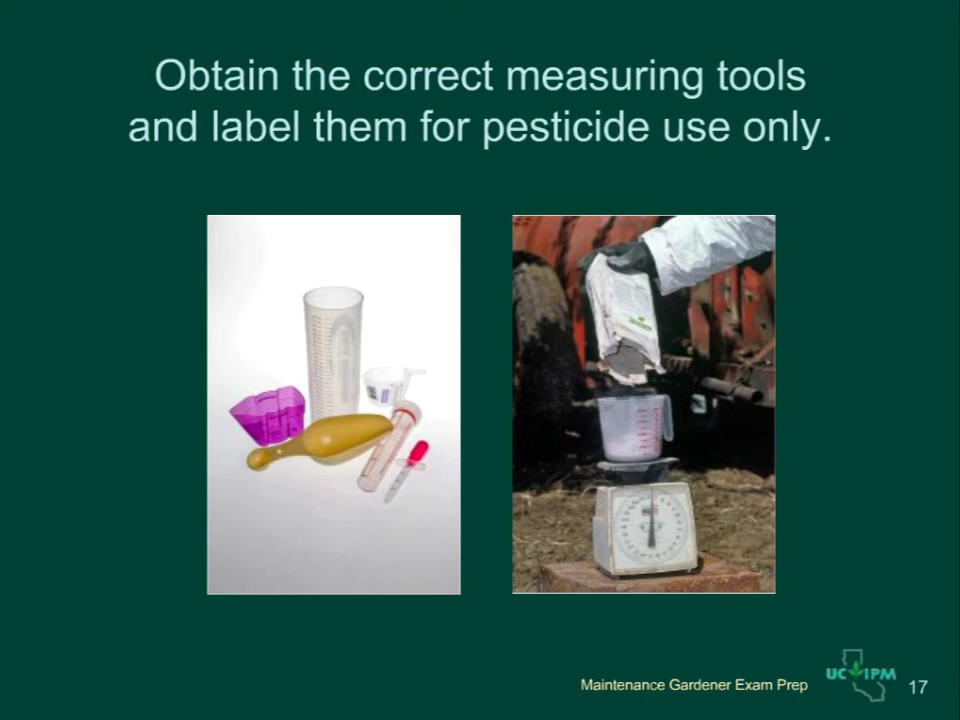 Obtain the correct measuring tools
and label them for pesticide use only.
Maintenance Gardener Exam Prep
UC IPM
17